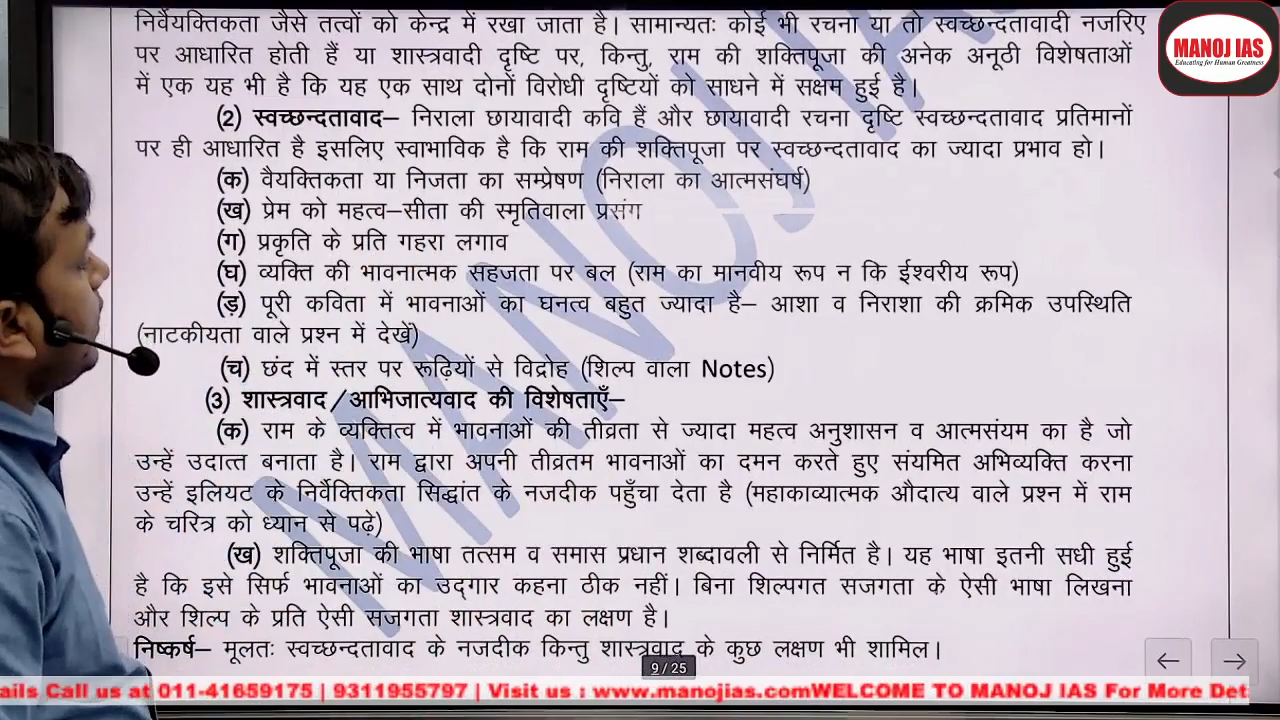 निर्वैयक्तिकता जैसे तत्वों को केन्द्र में रखा जाता है। सामान्यतः कोई भी रचना या तो स्वच्छन्दतावादी नजरिए
पर आधारित होती हैं या शास्त्रवादी दृष्टि पर, किन्तु, राम की शक्तिपूजा की अनेक अनूठी विशेषताओं
में एक यह भी है कि यह एक साथ दोनों विरोधी दृष्टियों को साधने में सक्षम हुई है।
(2) स्वच्छन्दतावाद– निराला छायावादी कवि हैं और छायावादी रचना दृष्टि स्वच्छन्दतावाद प्रतिमानों
पर ही आधारित है इसलिए स्वाभाविक है कि राम की शक्तिपूजा पर स्वच्छन्दतावाद का ज्यादा प्रभाव हो।
(क) वैयक्तिकता या निजता का सम्प्रेषण (निराला का आत्मसंघर्ष)
(ख) प्रेम को महत्व–सीता की स्मृतिवाला प्रसंग
(ग) प्रकृति के प्रति गहरा लगाव
(घ) व्यक्ति की भावनात्मक सहजता पर बल (राम का मानवीय रूप न कि ईश्वरीय रूप)
(ड़) पूरी कविता में भावनाओं का घनत्व बहुत ज्यादा है– आशा व निराशा की क्रमिक उपस्थिति
(नाटकीयता वाले प्रश्न में देखें)
(च) छंद में स्तर पर रूढ़ियों से विद्रोह (शिल्प वाला Notes)
(3) शास्त्रवाद/आभिजात्यवाद की विशेषताएँ–
(क) राम के व्यक्तित्व में भावनाओं की तीव्रता से ज्यादा महत्व अनुशासन व आत्मसंयम का है जो
उन्हें उदात्त बनाता है। राम द्वारा अपनी तीव्रतम भावनाओं का दमन करते हुए संयमित अभिव्यक्ति करना
उन्हें इलियट के निर्वैक्तिकता सिद्धांत के नजदीक पहुँचा देता है (महाकाव्यात्मक औदात्य वाले प्रश्न में राम
के चरित्र को ध्यान से पढ़े)
(ख) शक्तिपूजा की भाषा तत्सम व समास प्रधान शब्दावली से निर्मित है। यह भाषा इतनी सधी हुई
है कि इसे सिर्फ भावनाओं का उद्गार कहना ठीक नहीं। बिना शिल्पगत सजगता के ऐसी भाषा लिखना
और शिल्प के प्रति ऐसी सजगता शास्त्रवाद का लक्षण है।
निष्कर्ष– मूलतः स्वच्छन्दतावाद के नजदीक किन्तु शास्त्रवाद के कुछ लक्षण भी शामिल।
MANOJ IAS
MANOJ IAS
Educating for Human Greatness
9/25
ails Call us at 011-41659175 | 9311955797 | Visit us : www.manojias.comWELCOME TO MANOJ IAS For More Det